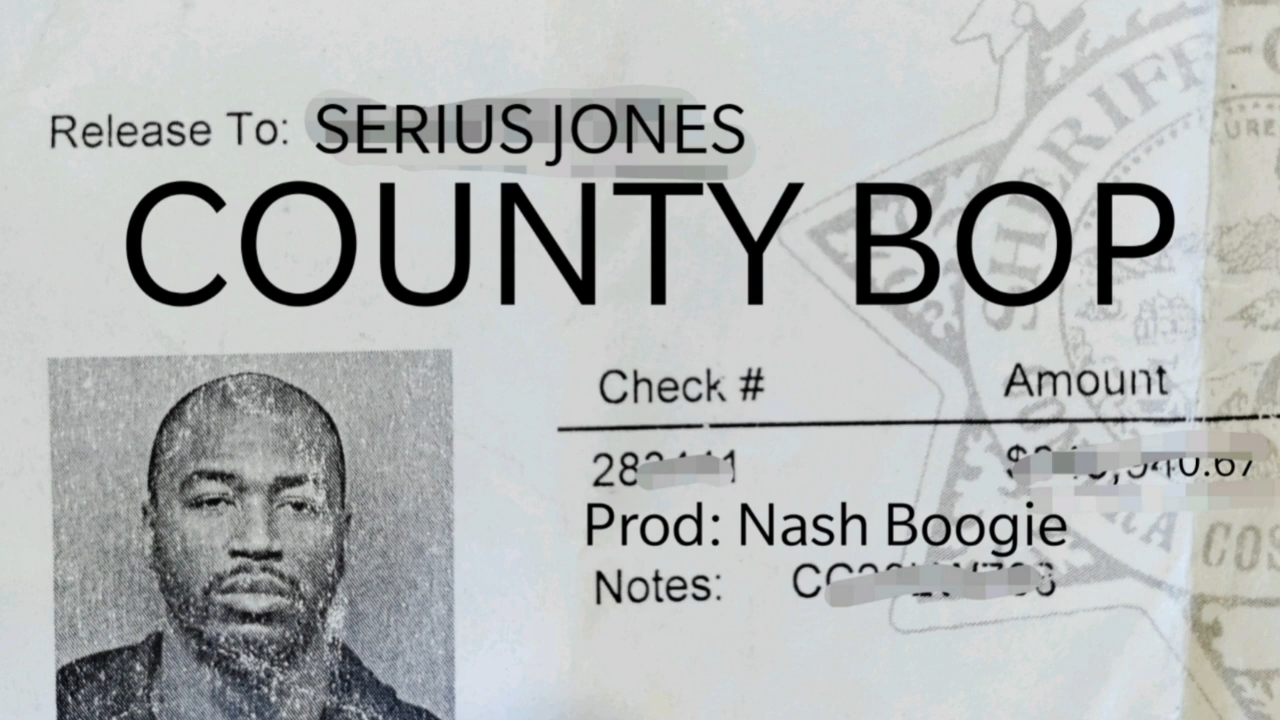 Release To: SERIUS JONES
COUNTY BOP
SHERIFF
Check # Amount
Prod: Nash Boogie
Notes: